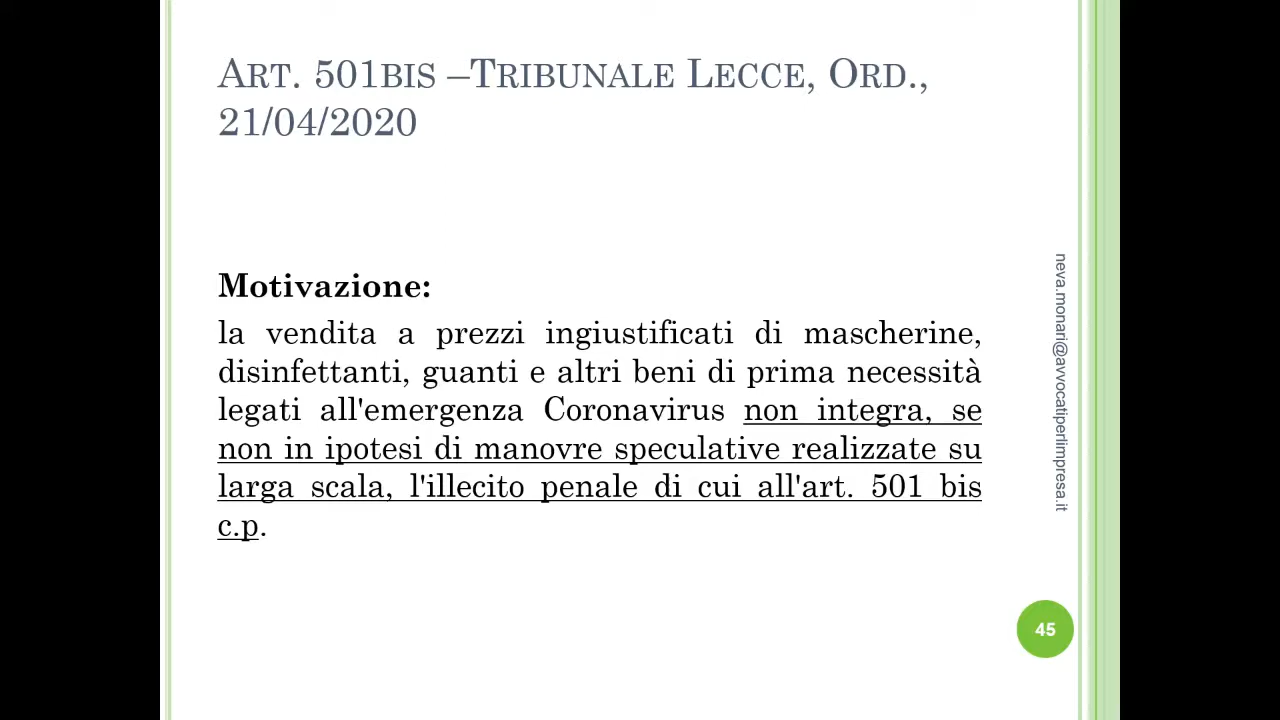 ART. 501BIS –TRIBUNALE LECCE, ORD.,
21/04/2020
Motivazione:
la vendita a prezzi ingiustificati di mascherine,
disinfettanti, guanti e altri beni di prima necessità
legati all'emergenza Coronavirus non integra, se
non in ipotesi di manovre speculative realizzate su
larga scala, l'illecito penale di cui all'art. 501 bis
c.p.
neva.monari@avvocatiperlimpresa.it
45